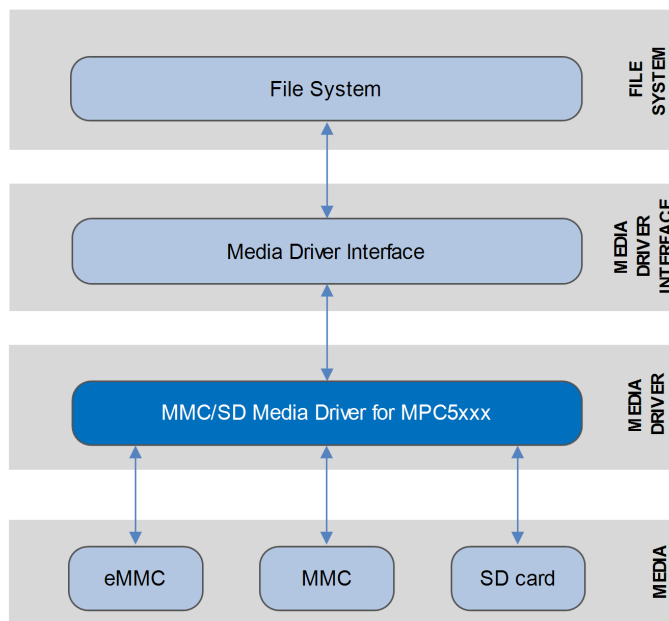 File System
FILE
SYSTEM
Media Driver Interface
MEDIA
DRIVER
INTERFACE
MMC/SD Media Driver for MPC5xxx
MEDIA
DRIVER
eMMC
MMC
SD card
MEDIA